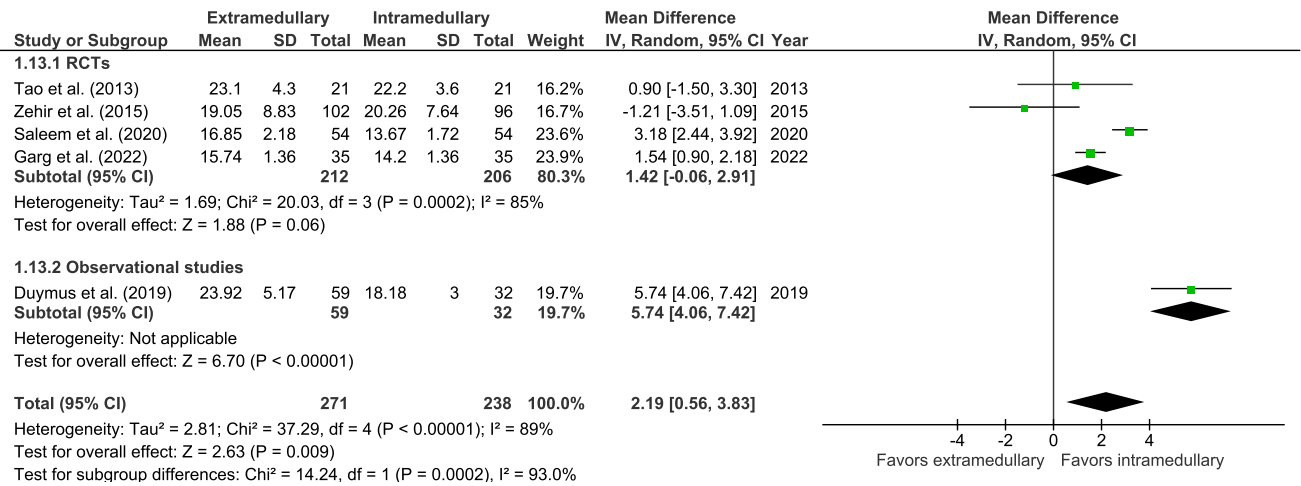 Extramedullary Intramedullary Mean Difference Mean Difference
Study or Subgroup Mean SD Total Mean SD Total Weight IV, Random, 95% CI Year IV, Random, 95% CI
1.13.1 RCTs
Tao et al. (2013) 23.1 4.3 21 22.2 3.6 21 16.2% 0.90 [-1.50, 3.30] 2013
Zehir et al. (2015) 19.05 8.83 102 20.26 7.64 96 16.7% -1.21 [-3.51, 1.09] 2015
Saleem et al. (2020) 16.85 2.18 54 13.67 1.72 54 23.6% 3.18 [2.44, 3.92] 2020
Garg et al. (2022) 15.74 1.36 35 14.2 1.36 35 23.9% 1.54 [0.90, 2.18] 2022
Subtotal (95% CI) 212 206 80.3% 1.42 [-0.06, 2.91]
Heterogeneity: Tau² = 1.69; Chi² = 20.03, df = 3 (P = 0.0002); I² = 85%
Test for overall effect: Z = 1.88 (P = 0.06)
1.13.2 Observational studies
Duymus et al. (2019) 23.92 5.17 59 18.18 3 32 19.7% 5.74 [4.06, 7.42] 2019
Subtotal (95% CI) 59 32 19.7% 5.74 [4.06, 7.42]
Heterogeneity: Not applicable
Test for overall effect: Z = 6.70 (P < 0.00001)
Total (95% CI) 271 238 100.0% 2.19 [0.56, 3.83]
Heterogeneity: Tau² = 2.81; Chi² = 37.29, df = 4 (P < 0.00001); I² = 89%
Test for overall effect: Z = 2.63 (P = 0.009)
Test for subgroup differences: Chi² = 14.24, df = 1 (P = 0.0002), I² = 93.0%
-4 -2 0 2 4
Favors extramedullary Favors intramedullary